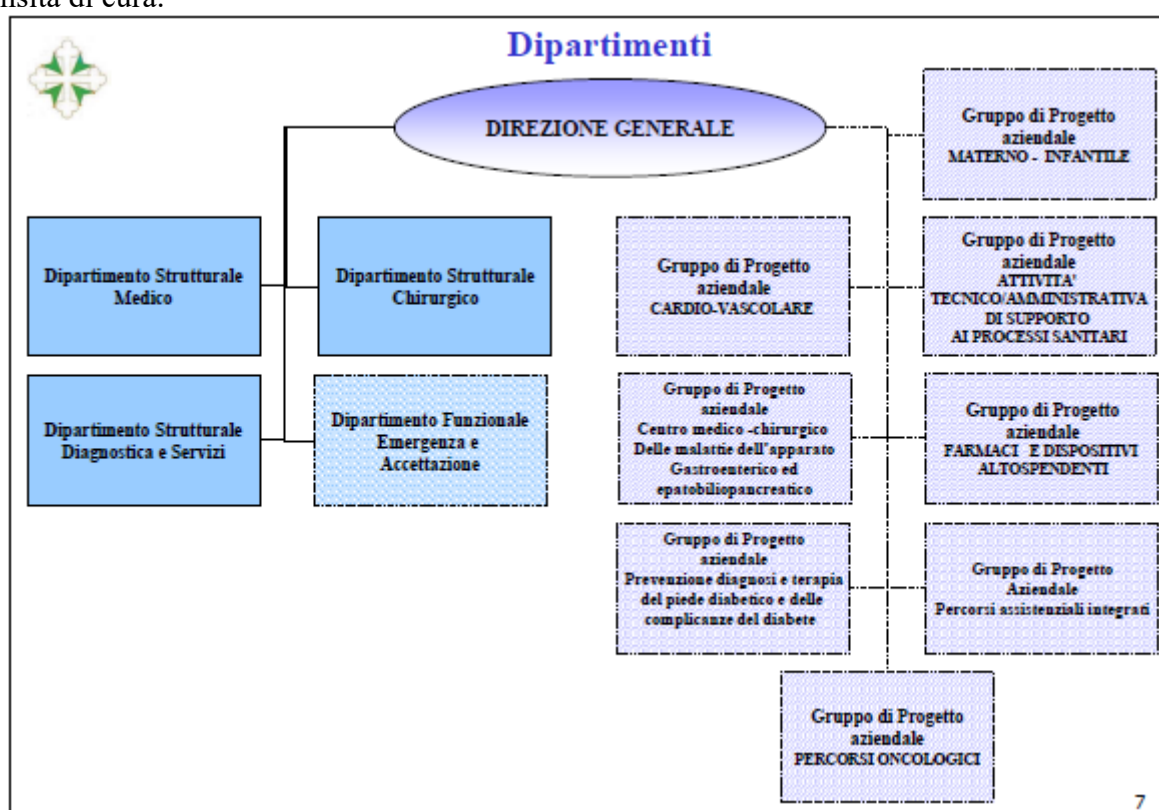 nsità di cura.
Dipartimenti
DIREZIONE GENERALE
Gruppo di Progetto
aziendale
MATERNO - INFANTILE
Dipartimento Strutturale
Medico
Dipartimento Strutturale
Chirurgico
Gruppo di Progetto
aziendale
CARDIO-VASCOLARE
Gruppo di Progetto
aziendale
ATTIVITA'
TECNICO/AMMINISTRATIVA
DI SUPPORTO
AI PROCESSI SANITARI
Dipartimento Strutturale
Diagnostica e Servizi
Dipartimento Funzionale
Emergenza e
Accettazione
Gruppo di Progetto
aziendale
Centro medico -chirurgico
Delle malattie dell'apparato
Gastroenterico ed
epatobiliopancreatico
Gruppo di Progetto
aziendale
FARMACI E DISPOSITIVI
ALTOSPENDENTI
Gruppo di Progetto
aziendale
Prevenzione diagnosi e terapia
del piede diabetico e delle
complicanze del diabete
Gruppo di Progetto
Aziendale
Percorsi assistenziali integrati
Gruppo di Progetto
aziendale
PERCORSI ONCOLOGICI
7